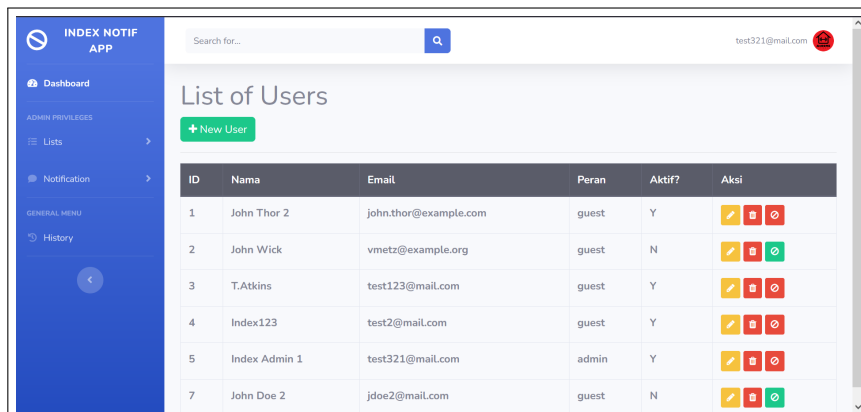 INDEX NOTIF
APP
Search for...
test321@mail.com
Dashboard
ADMIN PRIVILEGES
Lists
Notification
GENERAL MENU
History
List of Users
+ New User
ID Nama Email Peran Aktif? Aksi
1 John Thor 2 john.thor@example.com guest Y
2 John Wick vmetz@example.org guest N
3 T.Atkins test123@mail.com guest Y
4 Index123 test2@mail.com guest Y
5 Index Admin 1 test321@mail.com admin Y
7 John Doe 2 jdoe2@mail.com guest N